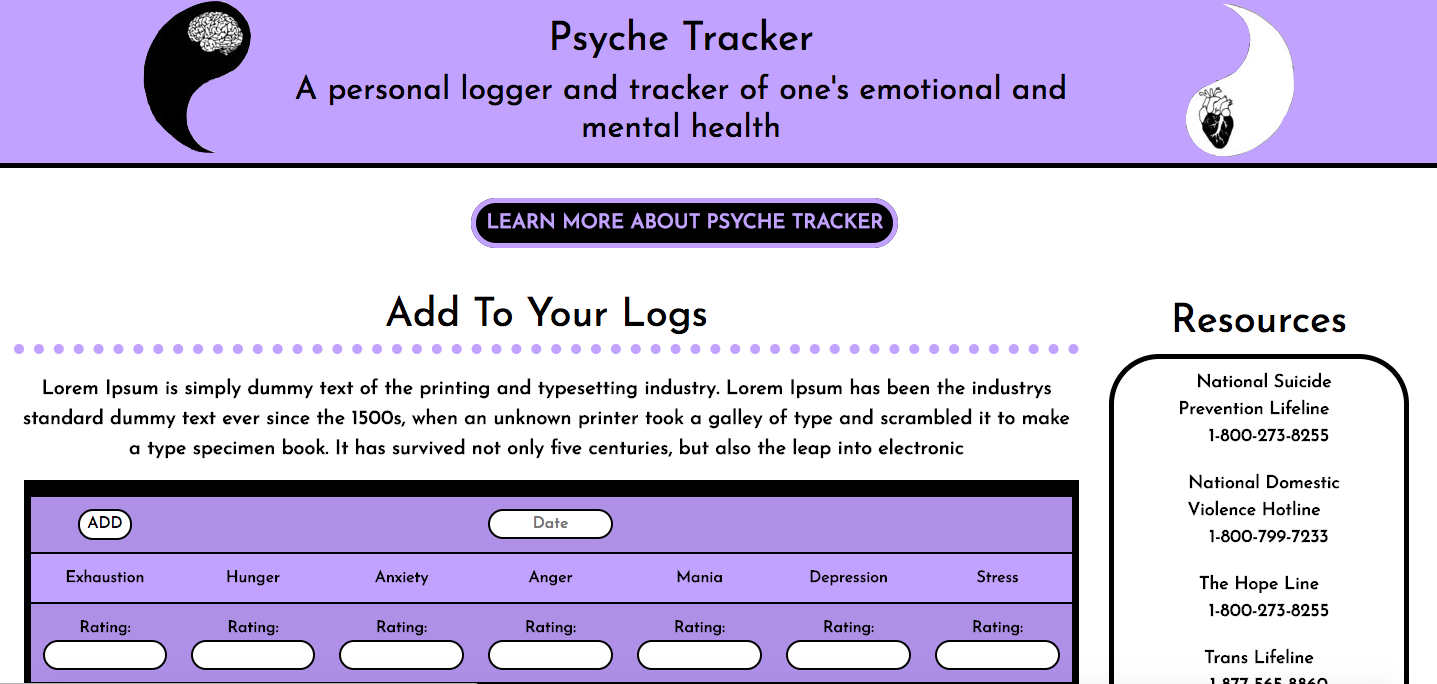 Psyche Tracker
A personal logger and tracker of one's emotional and
mental health
LEARN MORE ABOUT PSYCHE TRACKER
Add To Your Logs
Lorem Ipsum is simply dummy text of the printing and typesetting industry. Lorem Ipsum has been the industrys
standard dummy text ever since the 1500s, when an unknown printer took a galley of type and scrambled it to make
a type specimen book. It has survived not only five centuries, but also the leap into electronic
ADD
Date
Exhaustion Hunger Anxiety Anger Mania Depression Stress
Rating: Rating: Rating: Rating: Rating: Rating: Rating:
Resources
National Suicide
Prevention Lifeline
1-800-273-8255
National Domestic
Violence Hotline
1-800-799-7233
The Hope Line
1-800-273-8255
Trans Lifeline
1-877-565-8860